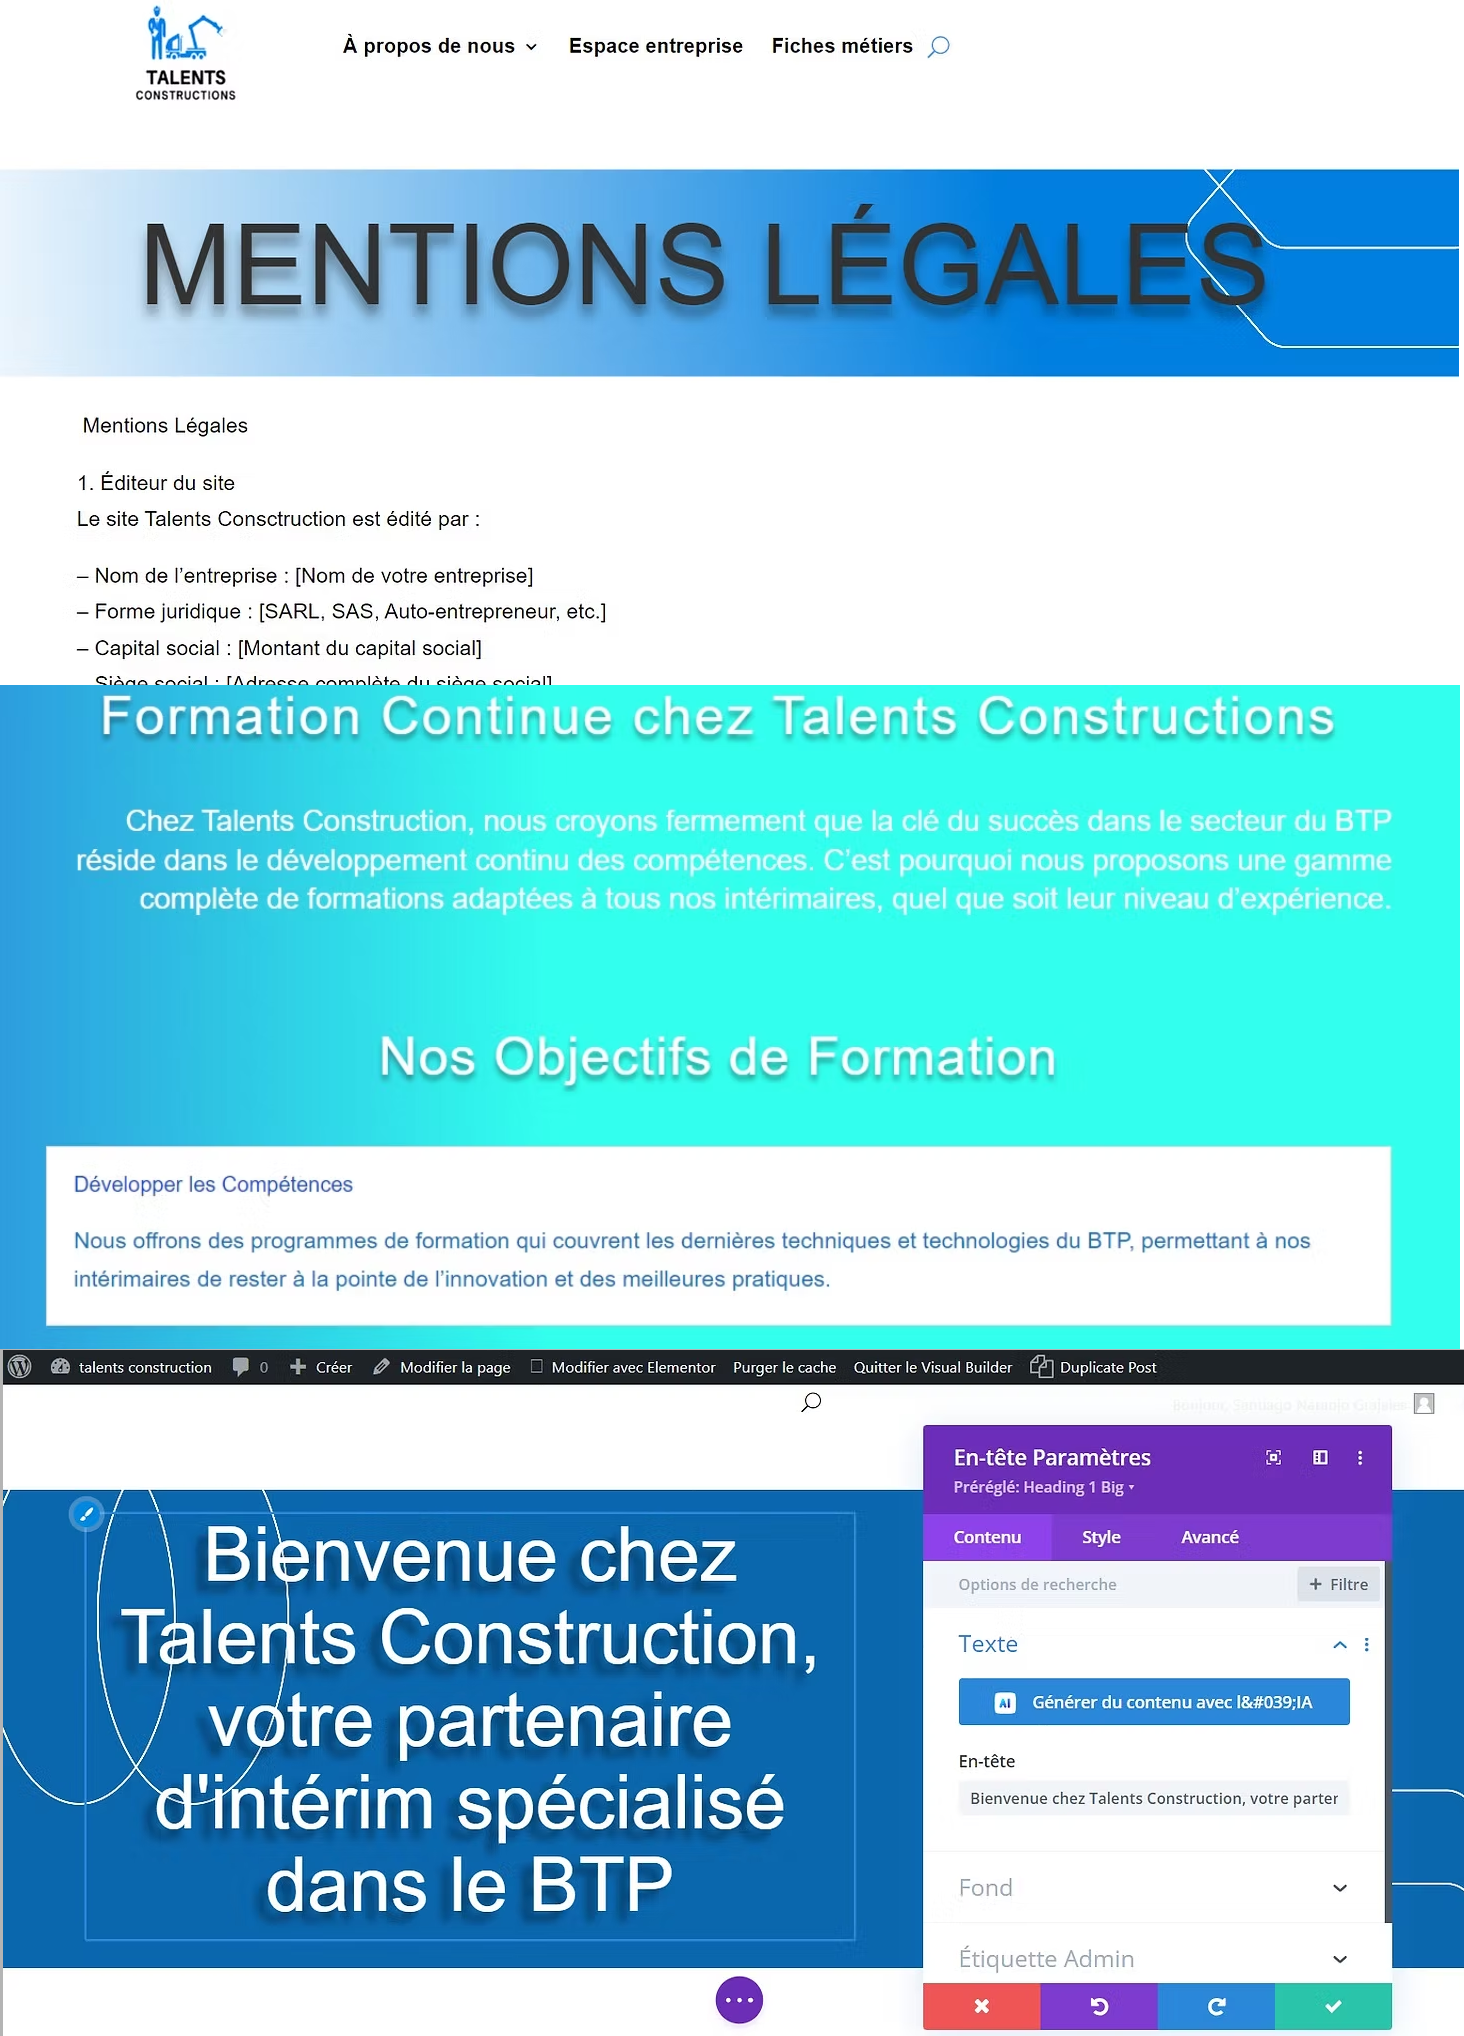 TALENTS
CONSTRUCTIONS
À propos de nous
Espace entreprise
Fiches métiers
MENTIONS LÉGALES
Mentions Légales
1. Éditeur du site
Le site Talents Consctruction est édité par :
– Nom de l’entreprise : [Nom de votre entreprise]
– Forme juridique : [SARL, SAS, Auto-entrepreneur, etc.]
– Capital social : [Montant du capital social]
Siège social : [Adresse complète du siège social]
Formation Continue chez Talents Constructions
Chez Talents Construction, nous croyons fermement que la clé du succès dans le secteur du BTP
réside dans le développement continu des compétences. C’est pourquoi nous proposons une gamme
complète de formations adaptées à tous nos intérimaires, quel que soit leur niveau d’expérience.
Nos Objectifs de Formation
Développer les Compétences
Nous offrons des programmes de formation qui couvrent les dernières techniques et technologies du BTP, permettant à nos
intérimaires de rester à la pointe de l’innovation et des meilleures pratiques.
talents construction
0
Créer
Modifier la page
Modifier avec Elementor
Purger le cache
Quitter le Visual Builder
Duplicate Post
Bienvenue chez
Talents Construction,
votre partenaire
d'intérim spécialisé
dans le BTP
En-tête Paramètres
Préréglé: Heading 1 Big
Contenu
Style
Avancé
Options de recherche
+ Filtre
Texte
AI
Générer du contenu avec l&#039;IA
En-tête
Bienvenue chez Talents Construction, votre parter
Fond
Étiquette Admin